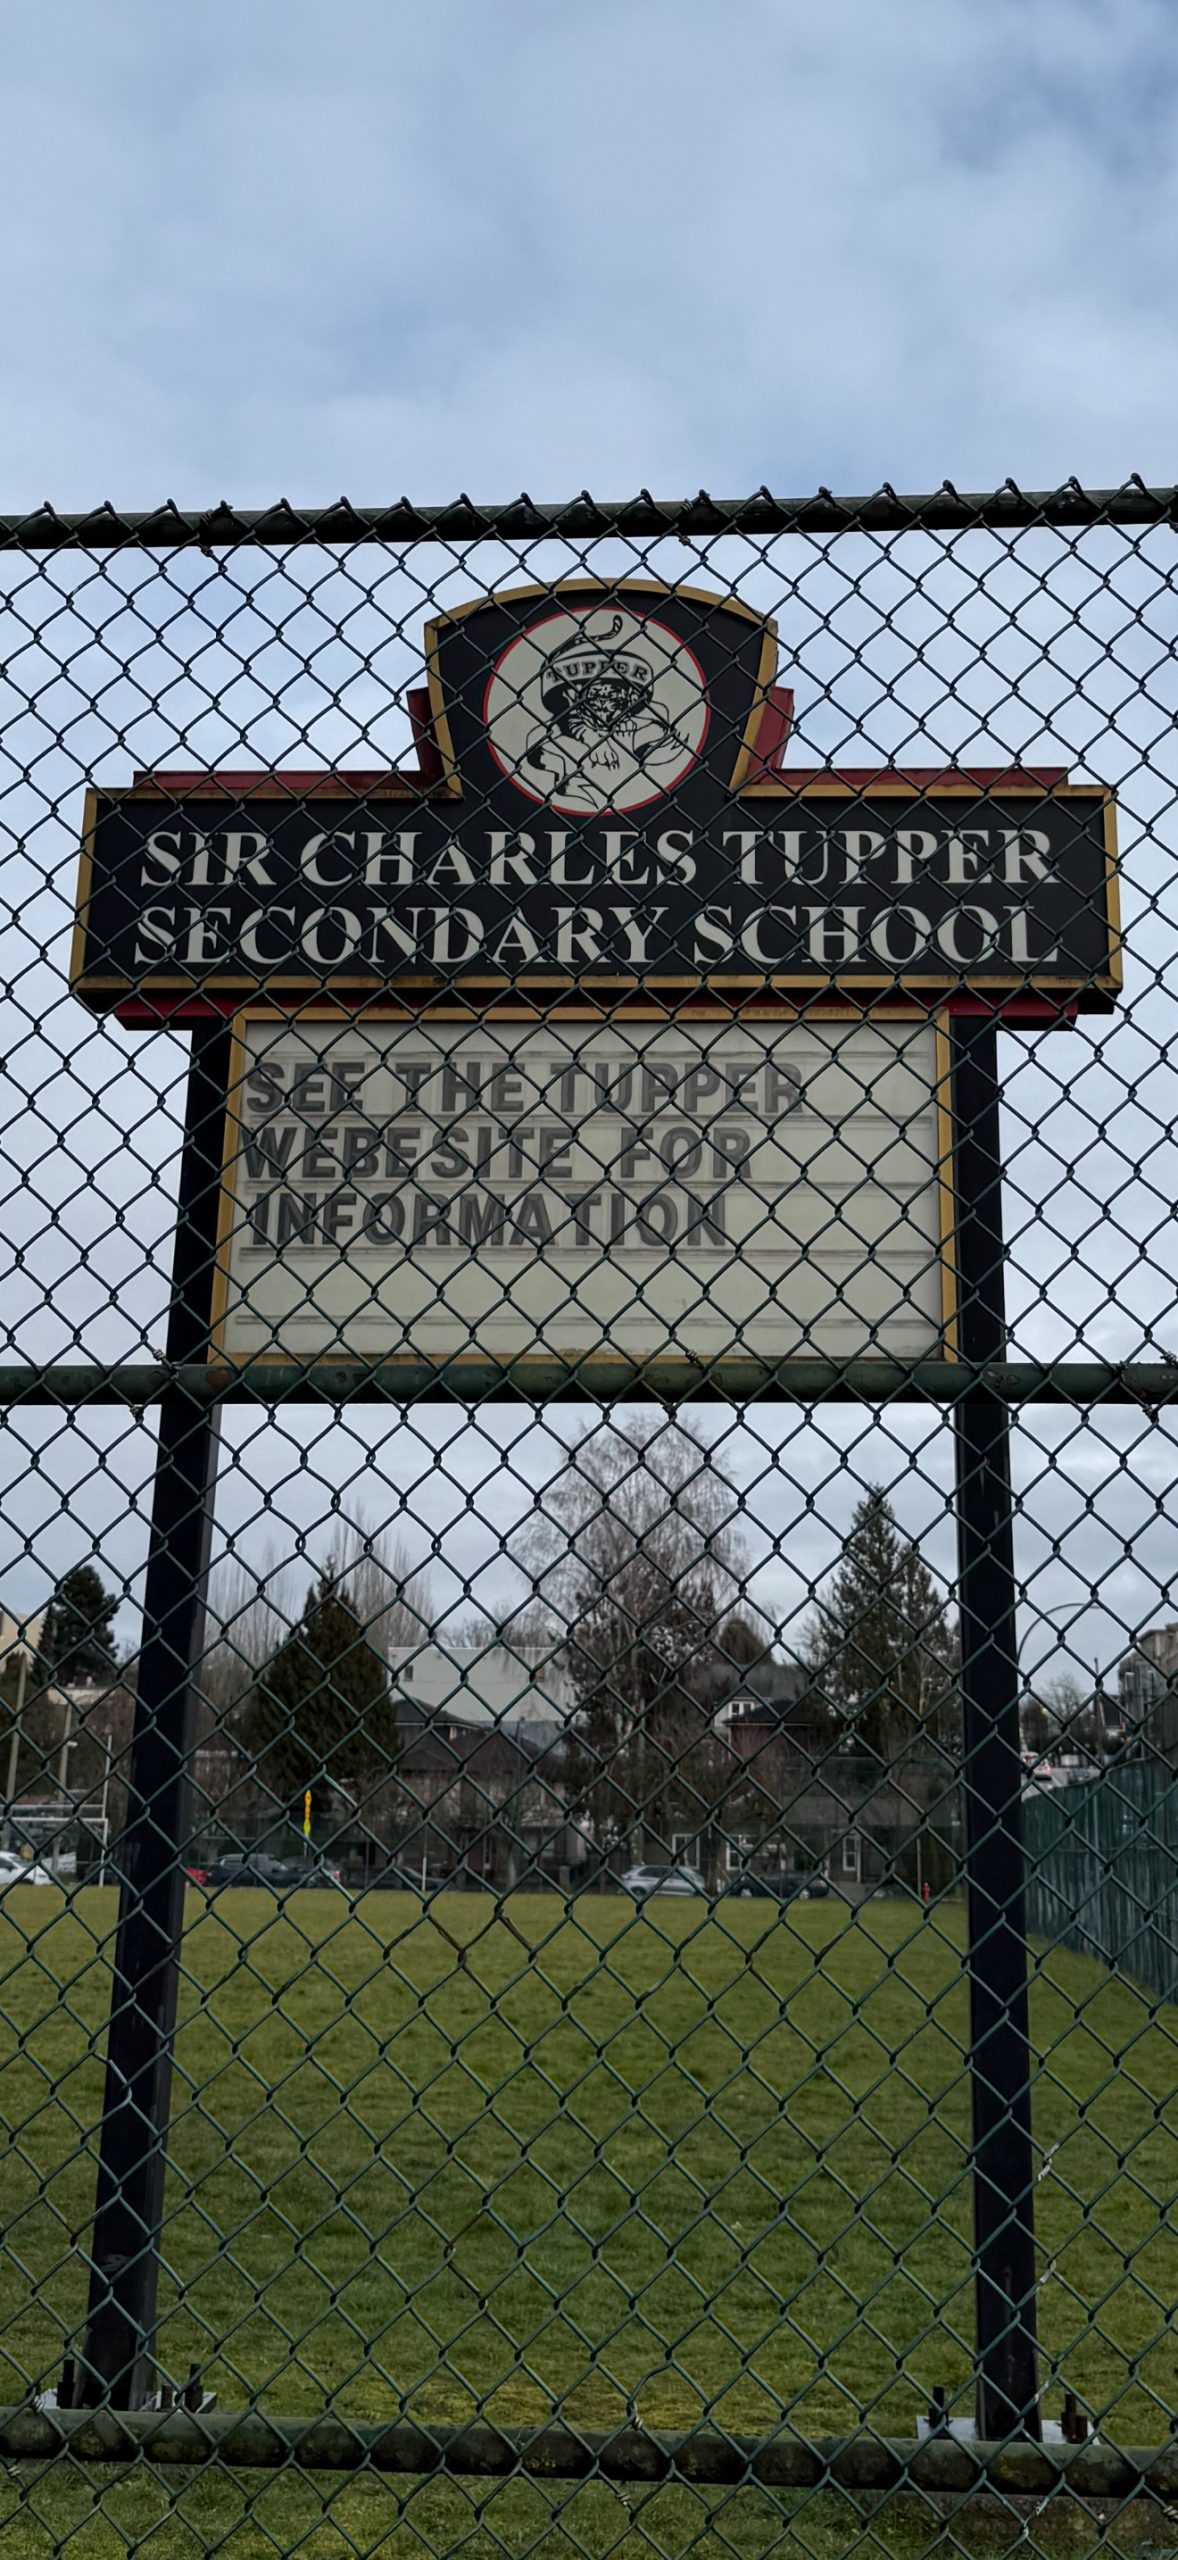 TUPPER
SIR CHARLES TUPPER
SECONDARY SCHOOL
SEE THE TUPPER
WEBESITE FOR
INFORMATION